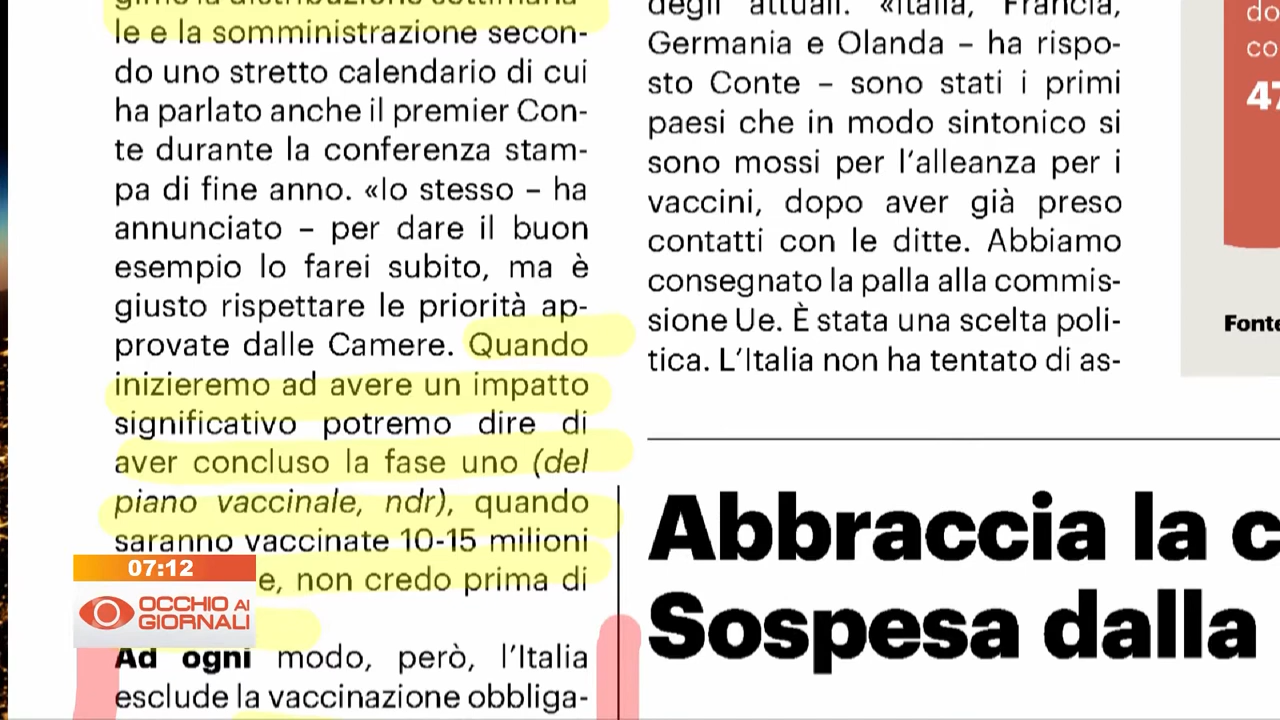 le e la somministrazione secon-
do uno stretto calendario di cui
ha parlato anche il premier Con-
te durante la conferenza stam-
pa di fine anno. «Io stesso – ha
annunciato – per dare il buon
esempio lo farei subito, ma è
giusto rispettare le priorità ap-
provate dalle Camere. Quando
inizieremo ad avere un impatto
significativo potremo dire di
aver concluso la fase uno (del
piano vaccinale, ndr), quando
saranno vaccinate 10-15 milioni
e, non credo prima di
Ad ogni modo, però, l'Italia
esclude la vaccinazione obbliga-
degli attuali. «Italia, Francia,
Germania e Olanda – ha rispo-
sto Conte – sono stati i primi
paesi che in modo sintonico si
sono mossi per l'alleanza per i
vaccini, dopo aver già preso
contatti con le ditte. Abbiamo
consegnato la palla alla commis-
sione Ue. È stata una scelta poli-
tica. L'Italia non ha tentato di as-
Abbraccia la c
Sospesa dalla
do
co
47
Fonte
07:12
OCCHIO AI
GIORNALI